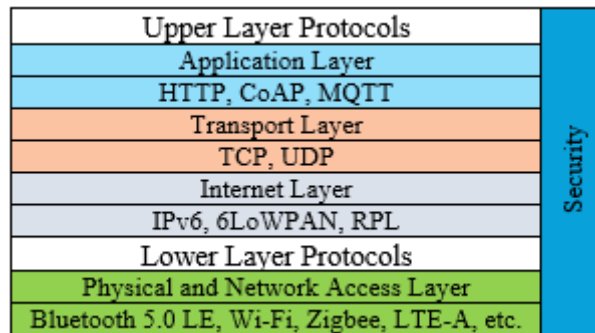 Upper Layer Protocols
Application Layer
HTTP, CoAP, MQTT
Transport Layer
TCP, UDP
Internet Layer
IPv6, 6LoWPAN, RPL
Lower Layer Protocols
Physical and Network Access Layer
Bluetooth 5.0 LE, Wi-Fi, Zigbee, LTE-A, etc.
Security